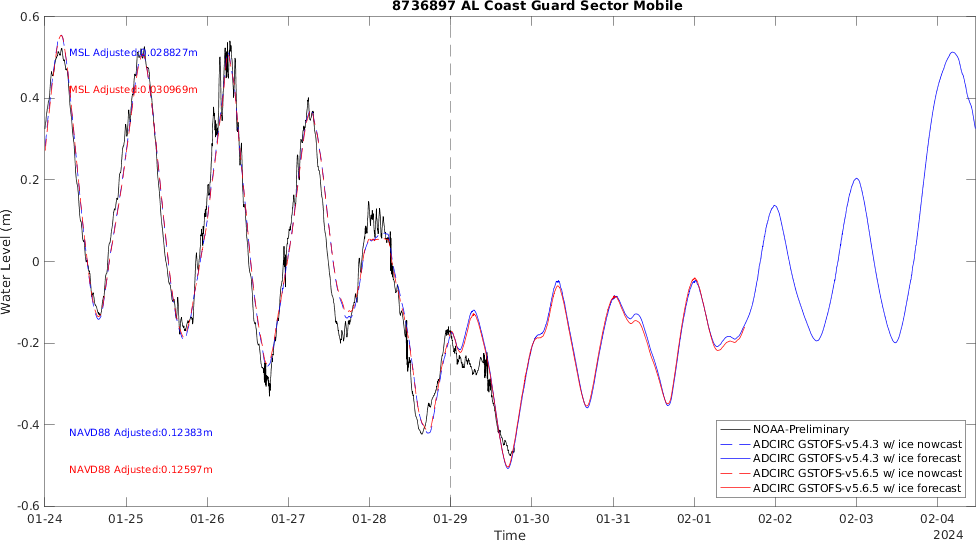 8736897 AL Coast Guard Sector Mobile
0.6
0.4
0.2
0
-0.2
-0.4
-0.6
Water Level (m)
MSL Adjusted:0.028827m
MSL Adjusted:0.030969m
NAVD88 Adjusted:0.12383m
NAVD88 Adjusted:0.12597m
NOAA-Preliminary
ADCIRC GSTOFS-v5.4.3 w/ ice nowcast
ADCIRC GSTOFS-v5.4.3 w/ ice forecast
ADCIRC GSTOFS-v5.6.5 w/ ice nowcast
ADCIRC GSTOFS-v5.6.5 w/ ice forecast
01-24 01-25 01-26 01-27 01-28 01-29 01-30 01-31 02-01 02-02 02-03 02-04
Time
2024